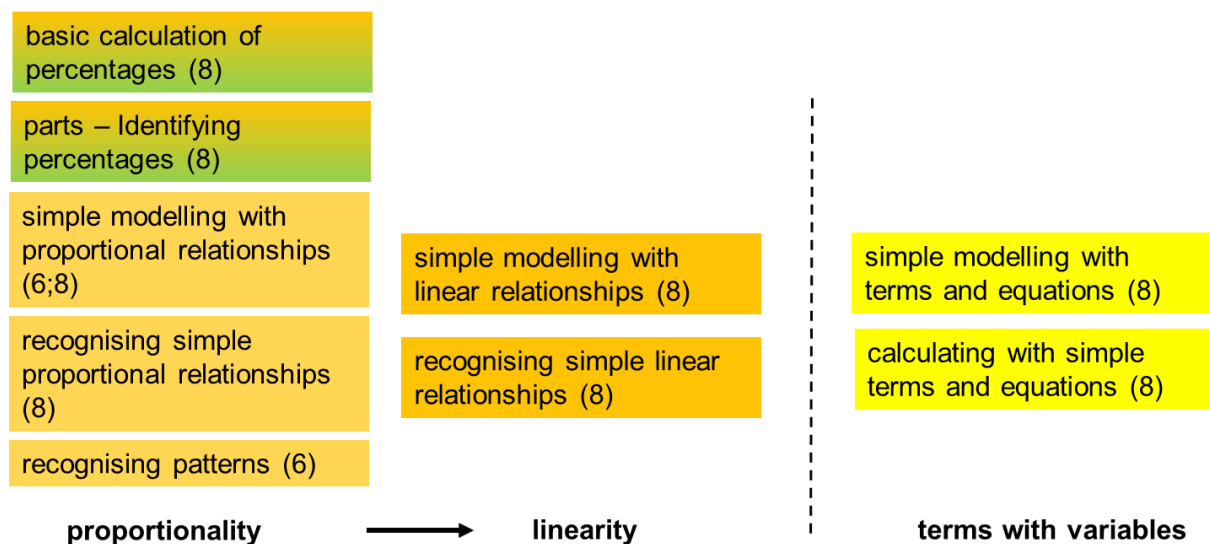 basic calculation of
percentages (8)
parts – Identifying
percentages (8)
simple modelling with
proportional relationships
(6;8)
recognising simple
proportional relationships
(8)
recognising patterns (6)
proportionality
simple modelling with
linear relationships (8)
recognising simple linear
relationships (8)
linearity
simple modelling with
terms and equations (8)
calculating with simple
terms and equations (8)
terms with variables